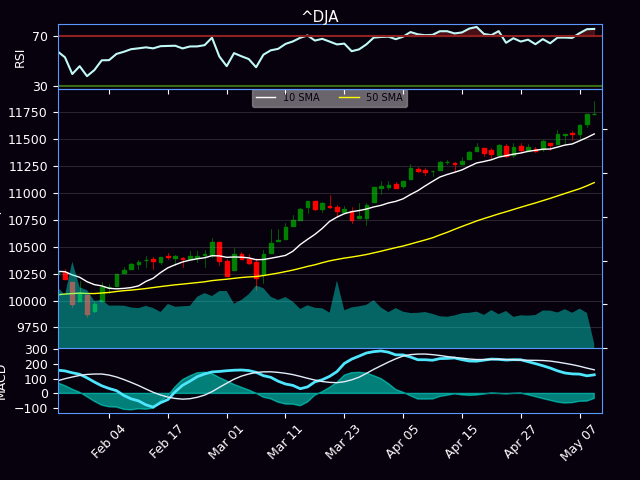 ^DJA
RSI
70
30
10 SMA
50 SMA
11750
11500
11250
11000
10750
10500
10250
10000
9750
MACD
300
200
100
0
−100
Feb 04
Feb 17
Mar 01
Mar 11
Mar 23
Apr 05
Apr 15
Apr 27
May 07